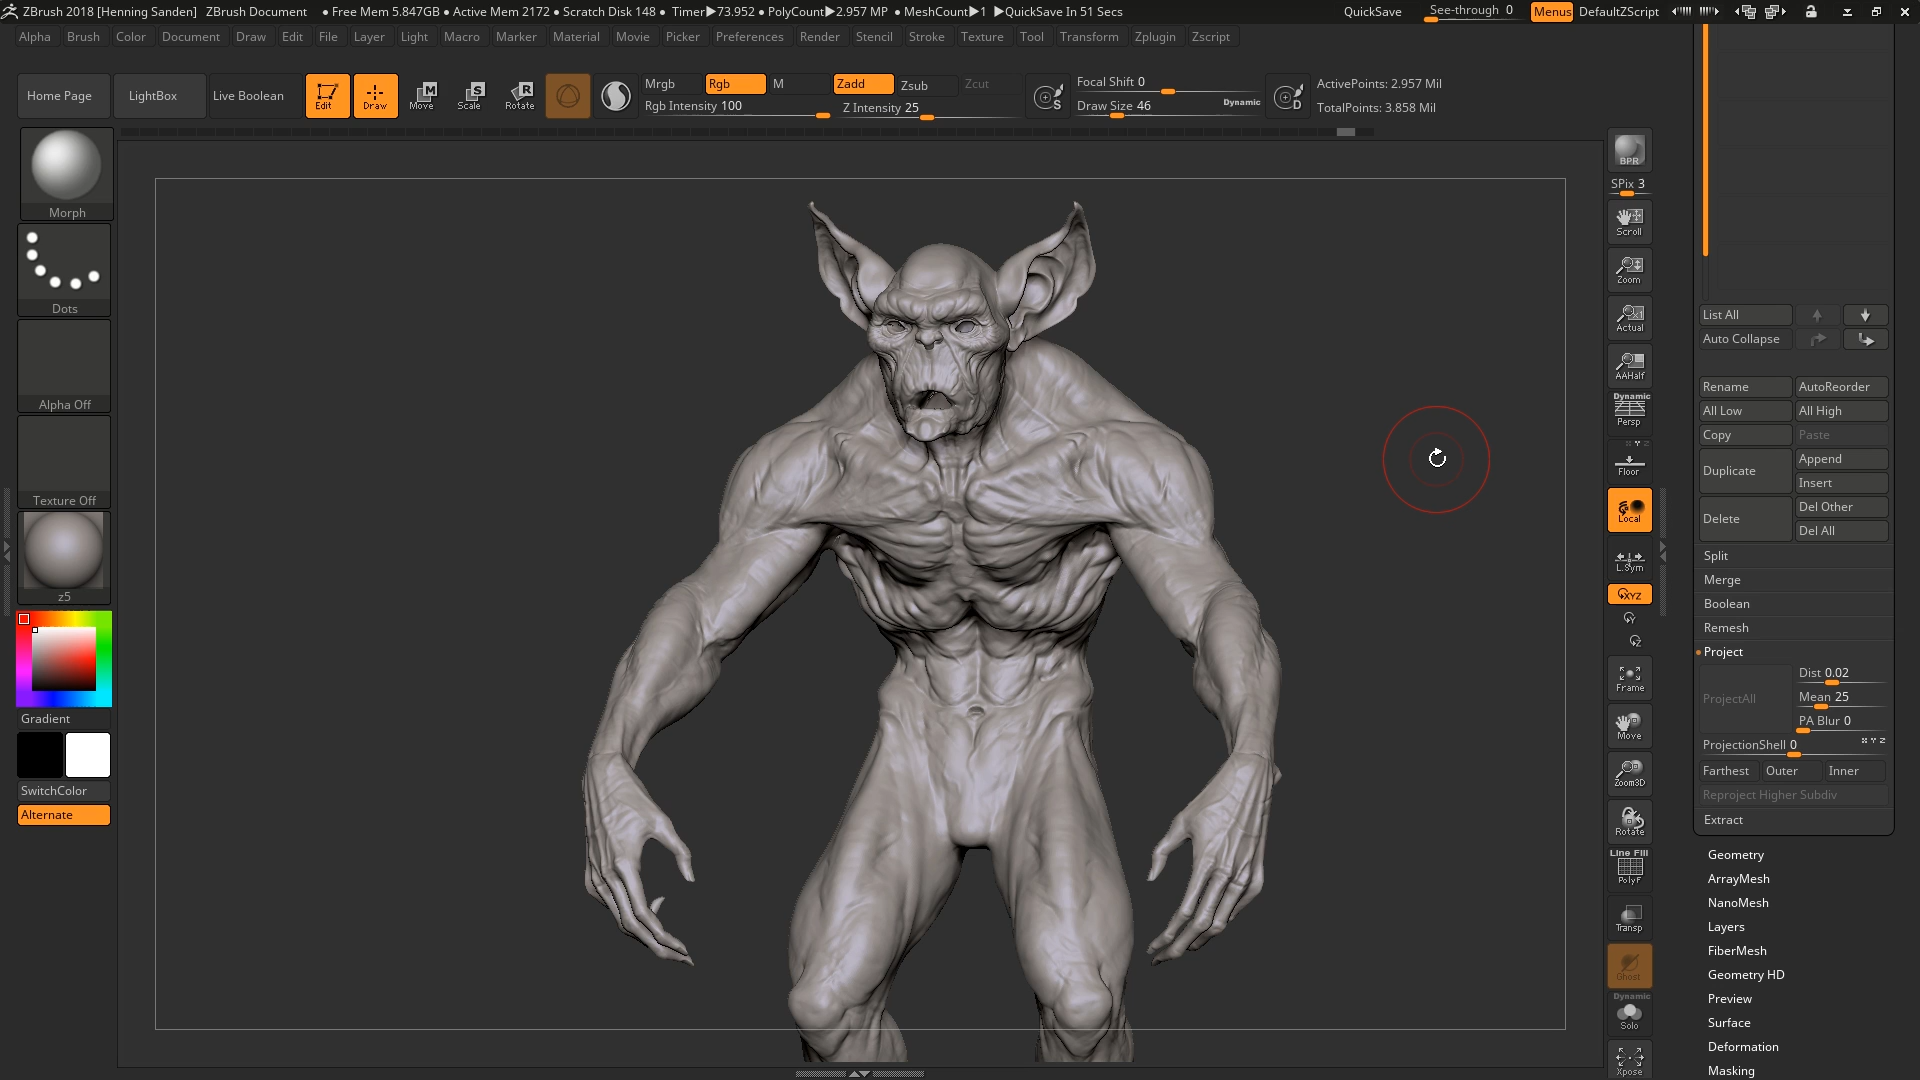 ZBrush 2018 [Henning Sanden] ZBrush Document • Free Mem 5.847GB • Active Mem 2172 • Scratch Disk 148 • Timer▶73.952 • PolyCount▶2.957 MP • MeshCount▶1 ▶QuickSave In 51 Secs QuickSave See-through 0 Menus DefaultZScript
Alpha Brush Color Document Draw Edit File Layer Light Macro Marker Material Movie Picker Preferences Render Stencil Stroke Texture Tool Transform Zplugin Zscript
Home Page LightBox Live Boolean Edit Draw Move Scale Rotate
Mrgb Rgb M Zadd Zsub Zcut
Rgb Intensity 100 Z Intensity 25
Focal Shift 0
Draw Size 46 Dynamic
ActivePoints: 2.957 Mil
TotalPoints: 3.858 Mil
Morph
Dots
Alpha Off
Texture Off
z5
Gradient
SwitchColor
Alternate
BPR
SPix 3
Scroll
Zoom
Actual
AAHalf
Dynamic
Persp
Floor
Local
L.Sym
XYZ
Y
Z
Frame
Move
Zoom3D
Rotate
Line Fill
PolyF
Transp
Ghost
Dynamic
Solo
Xpose
List All
Auto Collapse
Rename AutoReorder
All Low All High
Copy Paste
Duplicate Append
Insert
Delete Del Other
Del All
Split
Merge
Boolean
Remesh
Project
ProjectAll Dist 0.02
Mean 25
PA Blur 0
ProjectionShell 0 X Y Z
Farthest Outer Inner
Reproject Higher Subdiv
Extract
Geometry
ArrayMesh
NanoMesh
Layers
FiberMesh
Geometry HD
Preview
Surface
Deformation
Masking